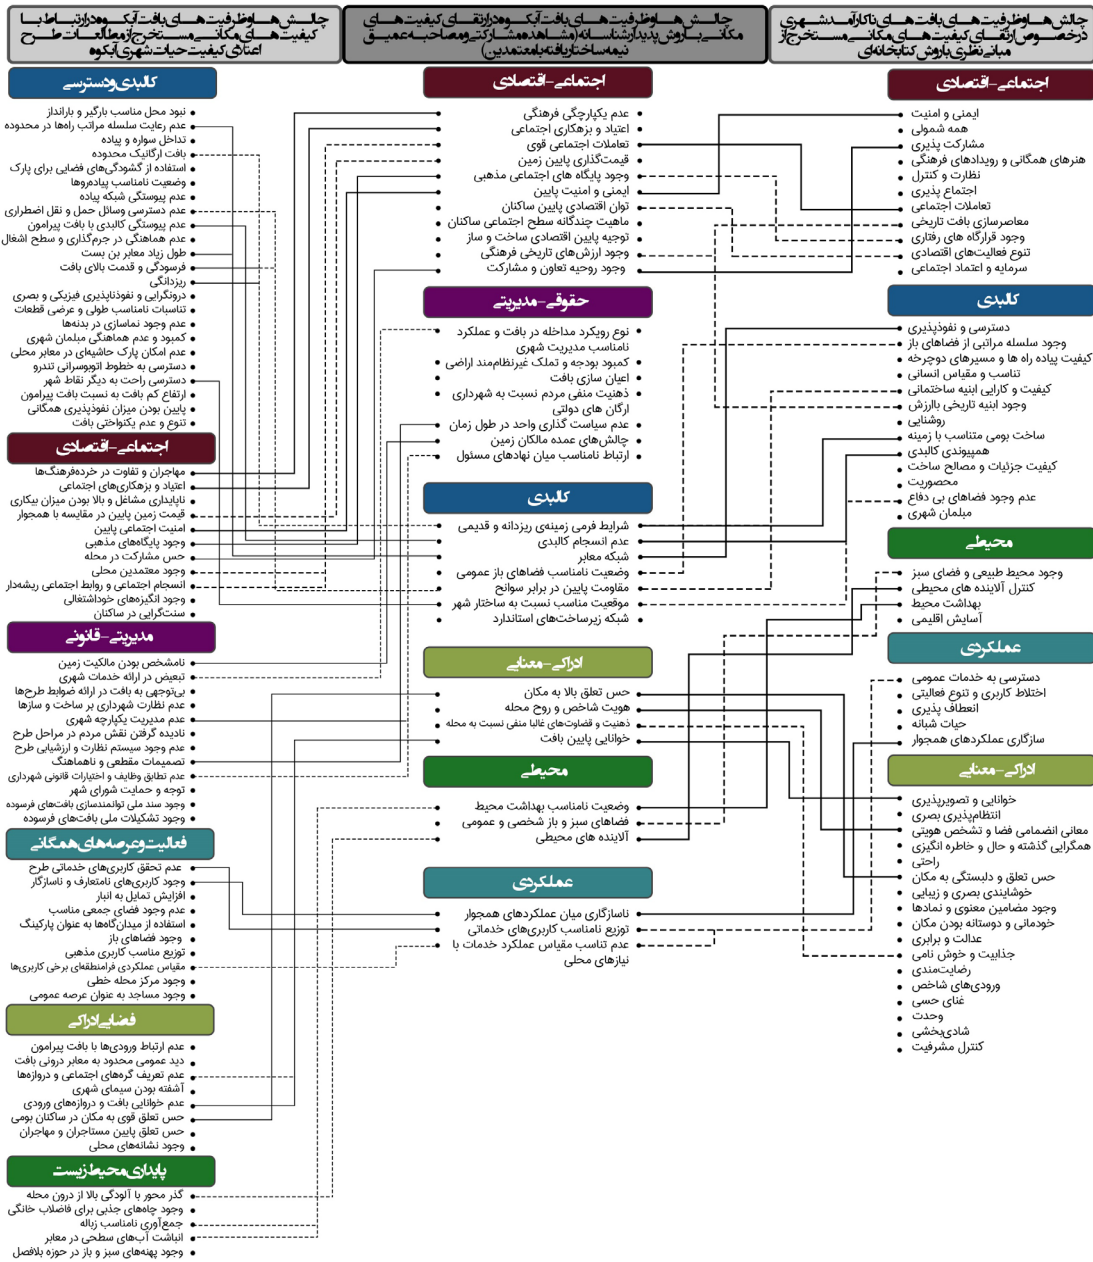 چالش‌ها و ظرفیت‌های بافت‌های ناکارآمد شهری
در خصوص ارتقای کیفیت‌های مکانی مستخرج از
مبانی نظری با روش کتابخانه‌ای
اجتماعی-اقتصادی
ایمنی و امنیت
همه شمولی
مشارکت پذیری
هنرهای همگانی و رویدادهای فرهنگی
نظارت و کنترل
اجتماع پذیری
تعاملات اجتماعی
معاصرسازی بافت تاریخی
وجود قرارگاه های رفتاری
تنوع فعالیت‌های اقتصادی
سرمایه و اعتماد اجتماعی
کالبدی
دسترسی و نفوذپذیری
وجود سلسله مراتبی از فضاهای باز
کیفیت پیاده راه ها و مسیرهای دوچرخه
تناسب و مقیاس انسانی
کیفیت و کارایی ابنیه ساختمانی
وجود ابنیه تاریخی باارزش
روشنایی
ساخت بومی متناسب با زمینه
همپیوندی کالبدی
کیفیت جزئیات و مصالح ساخت
محصوریت
عدم وجود فضاهای بی دفاع
مبلمان شهری
محیطی
وجود محیط طبیعی و فضای سبز
کنترل آلاینده های محیطی
بهداشت محیط
آسایش اقلیمی
عملکردی
دسترسی به خدمات عمومی
اختلاط کاربری و تنوع فعالیتی
انعطاف پذیری
حیات شبانه
سازگاری عملکردهای همجوار
ادراکی-معنایی
خوانایی و تصویرپذیری
انتظام‌پذیری بصری
معانی انضمامی فضا و تشخص هویتی
همگرایی گذشته و حال و خاطره انگیزی
راحتی
حس تعلق و دلبستگی به مکان
خوشایندی بصری و زیبایی
وجود مضامین معنوی و نمادها
خودمانی و دوستانه بودن مکان
عدالت و برابری
جذابیت و خوش نامی
رضایت‌مندی
ورودی‌های شاخص
غنای حسی
وحدت
شادی‌بخشی
کنترل مشرفیت
چالش‌ها و ظرفیت‌های بافت آبکوه در ارتقای کیفیت‌های
مکانی با روش پدیدارشناسانه (مشاهده مشارکتی و مصاحبه عمیق
نیمه ساختاریافته با معتمدین)
اجتماعی-اقتصادی
عدم یکپارچگی فرهنگی
اعتیاد و بزهکاری اجتماعی
تعاملات اجتماعی قوی
قیمت‌گذاری پایین زمین
وجود پایگاه های اجتماعی مذهبی
ایمنی و امنیت پایین
توان اقتصادی پایین ساکنان
ماهیت چندگانه سطح اجتماعی ساکنان
توجیه پایین اقتصادی ساخت و ساز
وجود ارزش‌های تاریخی فرهنگی
وجود روحیه تعاون و مشارکت
حقوقی-مدیریتی
نوع رویکرد مداخله در بافت و عملکرد
نامناسب مدیریت شهری
کمبود بودجه و تملک غیرنظام‌مند اراضی
اعیان سازی بافت
ذهنیت منفی مردم نسبت به شهرداری
ارگان های دولتی
عدم سیاست گذاری واحد در طول زمان
چالش‌های عمده مالکان زمین
ارتباط نامناسب میان نهادهای مسئول
کالبدی
شرایط فرمی زمینه‌ی ریزدانه و قدیمی
عدم انسجام کالبدی
شبکه معابر
وضعیت نامناسب فضاهای باز عمومی
مقاومت پایین در برابر سوانح
موقعیت مناسب نسبت به ساختار شهر
شبکه زیرساخت‌های استاندارد
ادراکی-معنایی
حس تعلق بالا به مکان
هویت شاخص و روح محله
ذهنیت و قضاوت‌های غالبا منفی نسبت به محله
خوانایی پایین بافت
محیطی
وضعیت نامناسب بهداشت محیط
فضاهای سبز و باز شخصی و عمومی
آلاینده های محیطی
عملکردی
ناسازگاری میان عملکردهای همجوار
توزیع نامناسب کاربری‌های خدماتی
عدم تناسب مقیاس عملکرد خدمات با
نیازهای محلی
چالش‌ها و ظرفیت‌های بافت آبکوه در ارتباط با
کیفیت‌های مکانی مستخرج از مطالعات طرح
اعتلای کیفیت حیات شهری آبکوه
کالبدی و دسترسی
نبود محل مناسب بارگیر و بارانداز
عدم رعایت سلسله مراتب راه‌ها در محدوده
تداخل سواره و پیاده
بافت ارگانیک محدوده
استفاده از گشودگی‌های فضایی برای پارک
وضعیت نامناسب پیاده‌روها
عدم پیوستگی شبکه پیاده
عدم دسترسی وسائل حمل و نقل اضطراری
عدم پیوستگی کالبدی با بافت پیرامون
عدم هماهنگی در جرم‌گذاری و سطح اشغال
طول زیاد معابر بن بست
فرسودگی و قدمت بالای بافت
ریزدانگی
درونگرایی و نفوذناپذیری فیزیکی و بصری
تناسبات نامناسب طولی و عرضی قطعات
عدم وجود نماسازی در بدنه‌ها
کمبود و عدم هماهنگی مبلمان شهری
عدم امکان پارک حاشیه‌ای در معابر محلی
دسترسی به خطوط اتوبوسرانی تندرو
دسترسی راحت به دیگر نقاط شهر
ارتفاع کم بافت به نسبت بافت پیرامون
پایین بودن میزان نفوذپذیری همگانی
تنوع و عدم یکنواختی بافت
اجتماعی-اقتصادی
مهاجران و تفاوت در خرده‌فرهنگ‌ها
اعتیاد و بزهکاری‌های اجتماعی
ناپایداری مشاغل و بالا بودن میزان بیکاری
قیمت زمین پایین در مقایسه با همجوار
امنیت اجتماعی پایین
وجود پایگاه‌های مذهبی
حس مشارکت در محله
وجود معتمدین محلی
انسجام اجتماعی و روابط اجتماعی ریشه‌دار
وجود انگیزه‌های خوداشتغالی
سنت‌گرایی در ساکنان
مدیریتی-قانونی
نامشخص بودن مالکیت زمین
تبعیض در ارائه خدمات شهری
بی‌توجهی به بافت در ارائه ضوابط طرح‌ها
عدم نظارت شهرداری بر ساخت و سازها
عدم مدیریت یکپارچه شهری
نادیده گرفتن نقش مردم در مراحل طرح
عدم وجود سیستم نظارت و ارزشیابی طرح
تصمیمات مقطعی و ناهماهنگ
عدم تطابق وظایف و اختیارات قانونی شهرداری
توجه و حمایت شورای شهر
وجود سند ملی توانمندسازی بافت‌های فرسوده
وجود تشکیلات ملی بافت‌های فرسوده
فعالیت و عرصه‌های همگانی
عدم تحقق کاربری‌های خدماتی طرح
وجود کاربری‌های نامتعارف و ناسازگار
افزایش تمایل به انبار
عدم وجود فضای جمعی مناسب
استفاده از میدان‌گاه‌ها به عنوان پارکینگ
وجود فضاهای باز
توزیع مناسب کاربری مذهبی
مقیاس عملکردی فرامنطقه‌ای برخی کاربری‌ها
وجود مرکز محله خطی
وجود مساجد به عنوان عرصه عمومی
فضایی ادراکی
عدم ارتباط ورودی‌ها با بافت پیرامون
دید عمومی محدود به معابر درونی بافت
عدم تعریف گره‌های اجتماعی و دروازه‌ها
آشفته بودن سیمای شهری
عدم خوانایی بافت و دروازه‌های ورودی
حس تعلق قوی به مکان در ساکنان بومی
حس تعلق پایین مستاجران و مهاجران
وجود نشانه‌های محلی
پایداری محیط زیست
گذر محور با آلودگی بالا از درون محله
وجود چاه‌های جذبی برای فاضلاب خانگی
جمع‌آوری نامناسب زباله
انباشت آب‌های سطحی در معابر
وجود پهنه‌های سبز و باز در حوزه بلافصل